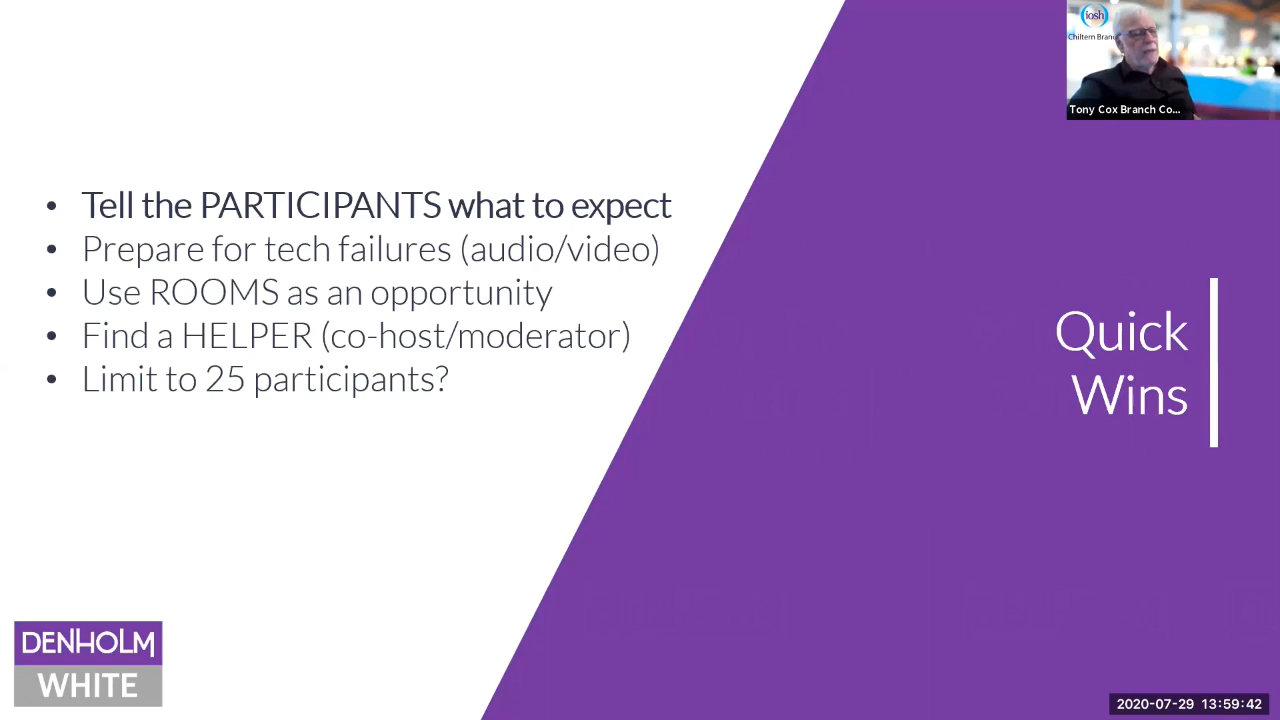 iosh
Chiltern Bran
Tony Cox Branch Co...
• Tell the PARTICIPANTS what to expect
• Prepare for tech failures (audio/video)
• Use ROOMS as an opportunity
• Find a HELPER (co-host/moderator)
• Limit to 25 participants?
Quick
Wins
DENHOLM
WHITE
2020-07-29 13:59:42